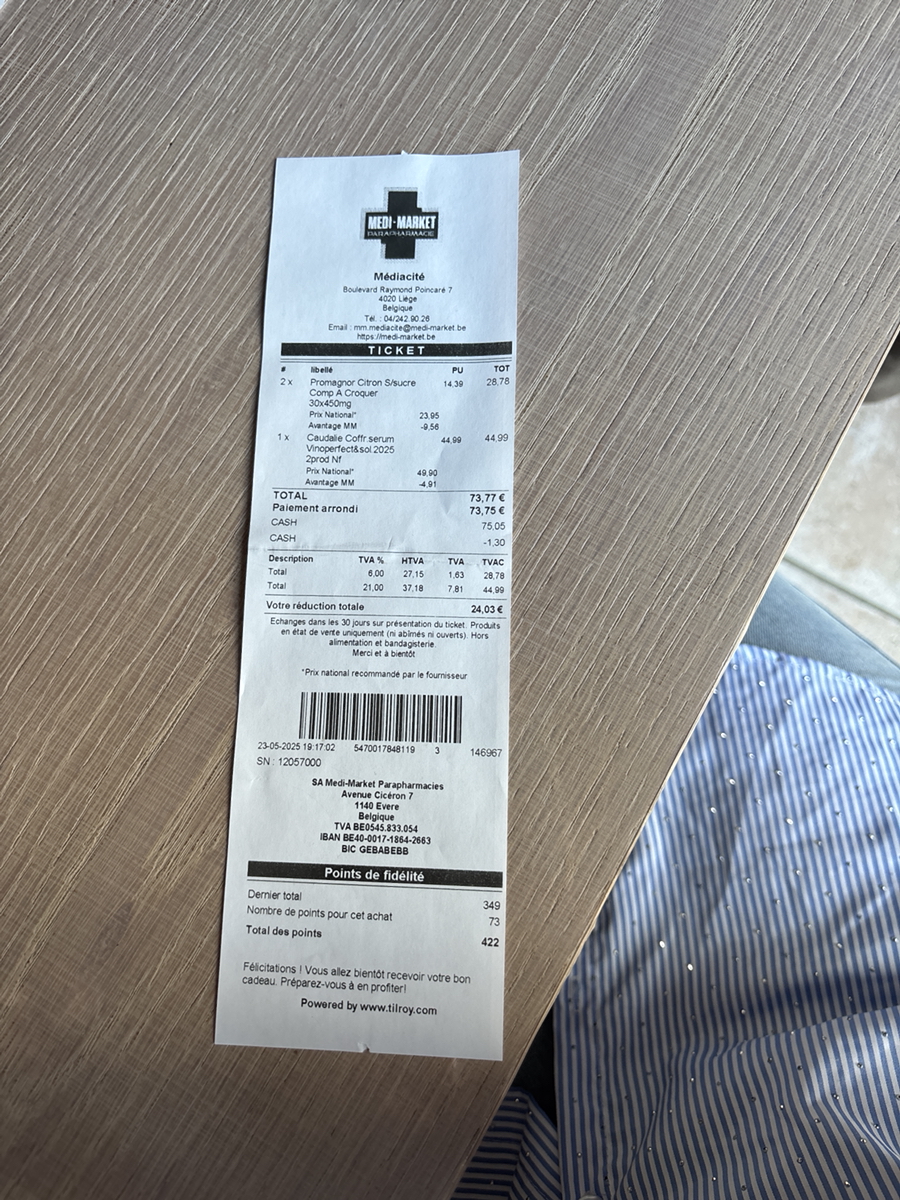 MEDI-MARKET
PARAPHARMACIE
Médiacité
Boulevard Raymond Poincaré 7
4020 Liège
Belgique
Tél. : 04/242.90.26
Email : mm.mediacite@medi-market.be
https://medi-market.be
TICKET
# libellé PU TOT
2 x Promagnor Citron S/sucre 14,39 28,78
Comp A Croquer
30x450mg
Prix National* 23,95
Avantage MM -9,56
1 x Caudalie Coffr.serum 44,99 44,99
Vinoperfect&sol.2025
2prod Nf
Prix National* 49,90
Avantage MM -4,91
TOTAL 73,77 €
Paiement arrondi 73,75 €
CASH 75,05
CASH -1,30
Description TVA % HTVA TVA TVAC
Total 6,00 27,15 1,63 28,78
Total 21,00 37,18 7,81 44,99
Votre réduction totale 24,03 €
Echanges dans les 30 jours sur présentation du ticket. Produits
en état de vente uniquement (ni abîmés ni ouverts). Hors
alimentation et bandagisterie.
Merci et à bientôt
*Prix national recommandé par le fournisseur
23-05-2025 19:17:02 5470017848119 3 146967
SN : 12057000
SA Medi-Market Parapharmacies
Avenue Cicéron 7
1140 Evere
Belgique
TVA BE0545.833.054
IBAN BE40-0017-1864-2663
BIC GEBABEBB
Points de fidélité
Dernier total 349
Nombre de points pour cet achat 73
Total des points 422
Félicitations ! Vous allez bientôt recevoir votre bon
cadeau. Préparez-vous à en profiter!
Powered by www.tilroy.com